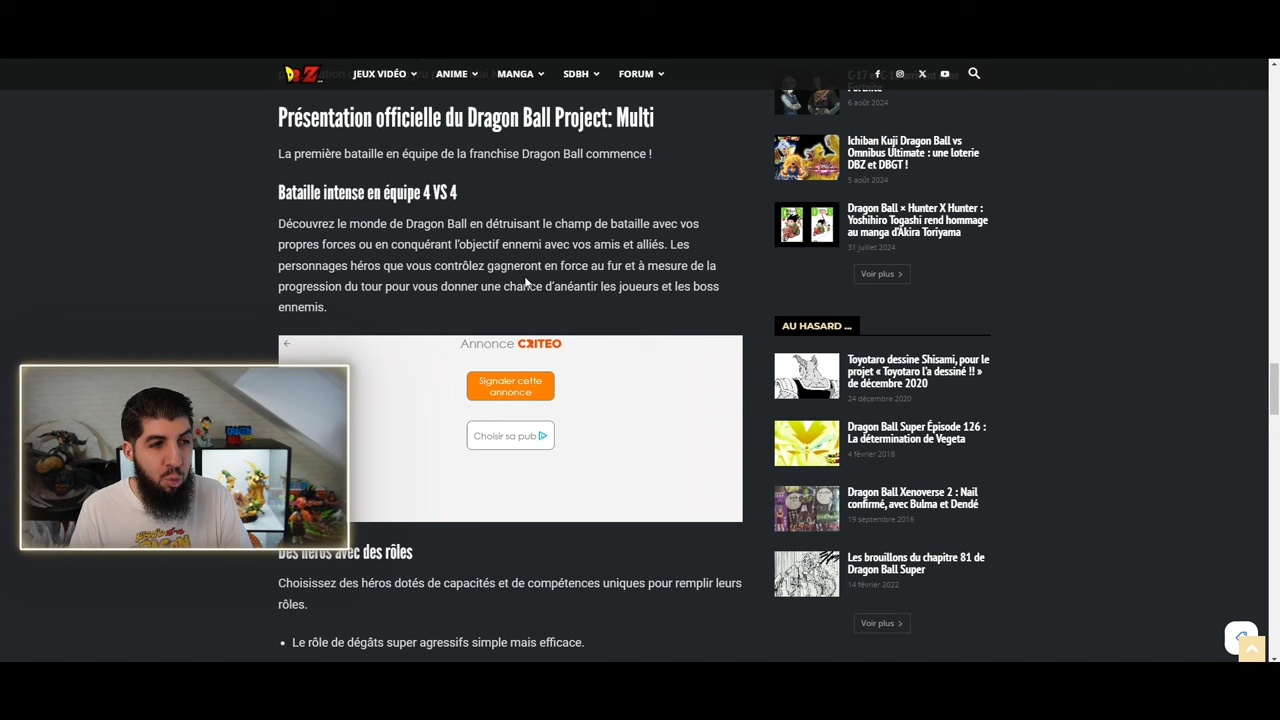 JEUX VIDÉO
ANIME
MANGA
SDBH
FORUM
Présentation officielle du Dragon Ball Project: Multi
La première bataille en équipe de la franchise Dragon Ball commence !
Bataille intense en équipe 4 VS 4
Découvrez le monde de Dragon Ball en détruisant le champ de bataille avec vos
propres forces ou en conquérant l'objectif ennemi avec vos amis et alliés. Les
personnages héros que vous contrôlez gagneront en force au fur et à mesure de la
progression du tour pour vous donner une chance d'anéantir les joueurs et les boss
ennemis.
Annonce CRITEO
Signaler cette
annonce
Choisir sa pub
Des héros avec des rôles
Choisissez des héros dotés de capacités et de compétences uniques pour remplir leurs
rôles.
• Le rôle de dégâts super agressifs simple mais efficace.
6 août 2024
Ichiban Kuji Dragon Ball vs
Omnibus Ultimate : une loterie
DBZ et DBGT !
5 août 2024
Dragon Ball × Hunter X Hunter :
Yoshihiro Togashi rend hommage
au manga d'Akira Toriyama
31 juillet 2024
Voir plus
AU HASARD ...
Toyotaro dessine Shisami, pour le
projet « Toyotaro l'a dessiné !! »
de décembre 2020
24 décembre 2020
Dragon Ball Super Épisode 126 :
La détermination de Vegeta
4 février 2018
Dragon Ball Xenoverse 2 : Nail
confirmé, avec Bulma et Dendé
19 septembre 2016
Les brouillons du chapitre 81 de
Dragon Ball Super
14 février 2022
Voir plus